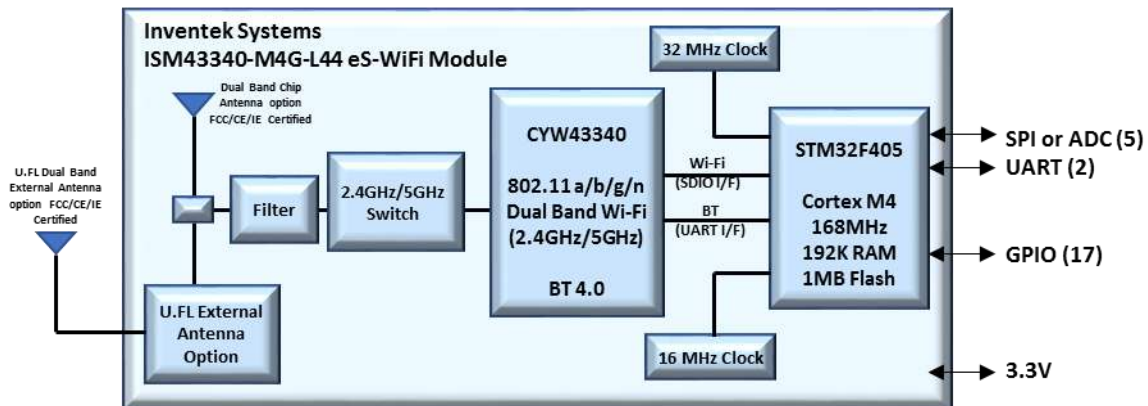 Inventek Systems
ISM43340-M4G-L44 eS-WiFi Module
Dual Band Chip
Antenna option
FCC/CE/IE Certified
U.FL Dual Band
External Antenna
option FCC/CE/IE
Certified
Filter
2.4GHz/5GHz
Switch
U.FL External
Antenna
Option
CYW43340
802.11 a/b/g/n
Dual Band Wi-Fi
(2.4GHz/5GHz)
BT 4.0
32 MHz Clock
Wi-Fi
(SDIO I/F)
BT
(UART I/F)
16 MHz Clock
STM32F405
Cortex M4
168MHz
192K RAM
1MB Flash
SPI or ADC (5)
UART (2)
GPIO (17)
3.3V